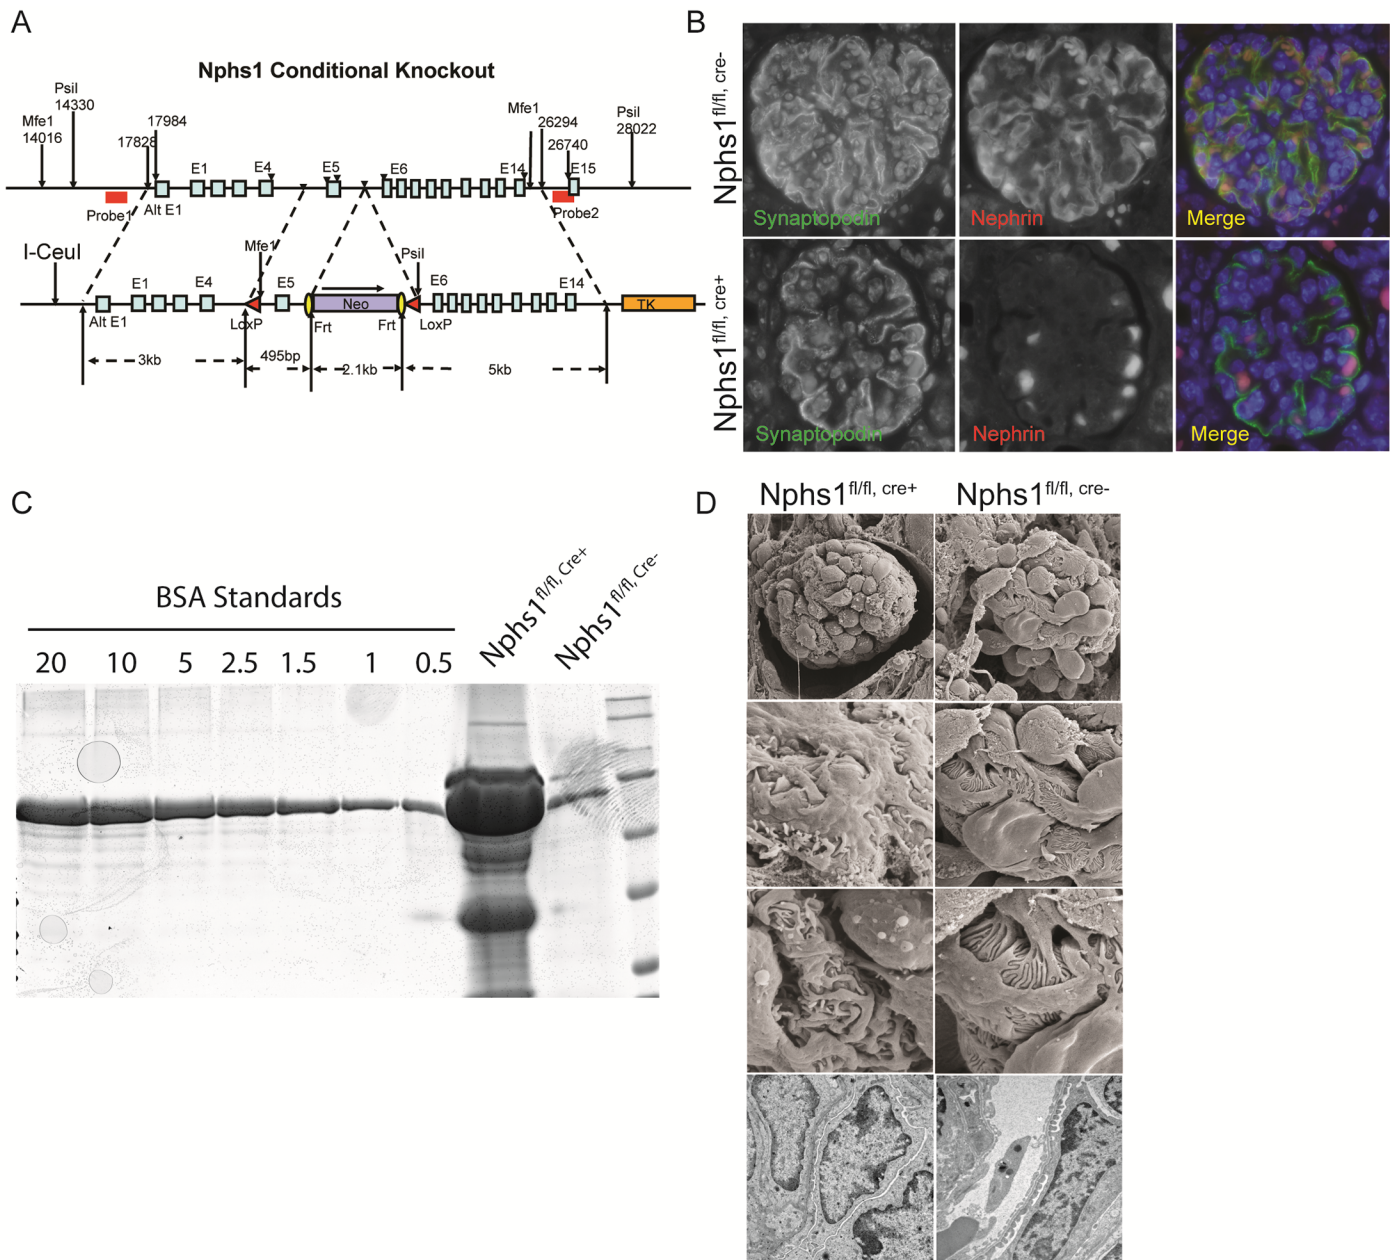 A
Nphs1 Conditional Knockout
PsiI
14330
Mfe1
14016
17828
17984
E1
E4
E5
E6
Mfe1
E14
26294
26740
E15
PsiI
28022
Probe1
Alt E1
Probe2
I-CeuI
Mfe1
PsiI
E1
E4
E5
E6
E14
Alt E1
LoxP
Frt
Neo
Frt
LoxP
TK
3kb
495bp
2.1kb
5kb
B
Nphs1fl/fl, cre-
Synaptopodin
Nephrin
Merge
Nphs1fl/fl, cre+
Synaptopodin
Nephrin
Merge
C
BSA Standards
20 10 5 2.5 1.5 1 0.5
Nphs1fl/fl, Cre+
Nphs1fl/fl, Cre-
D
Nphs1fl/fl, cre+
Nphs1fl/fl, cre-